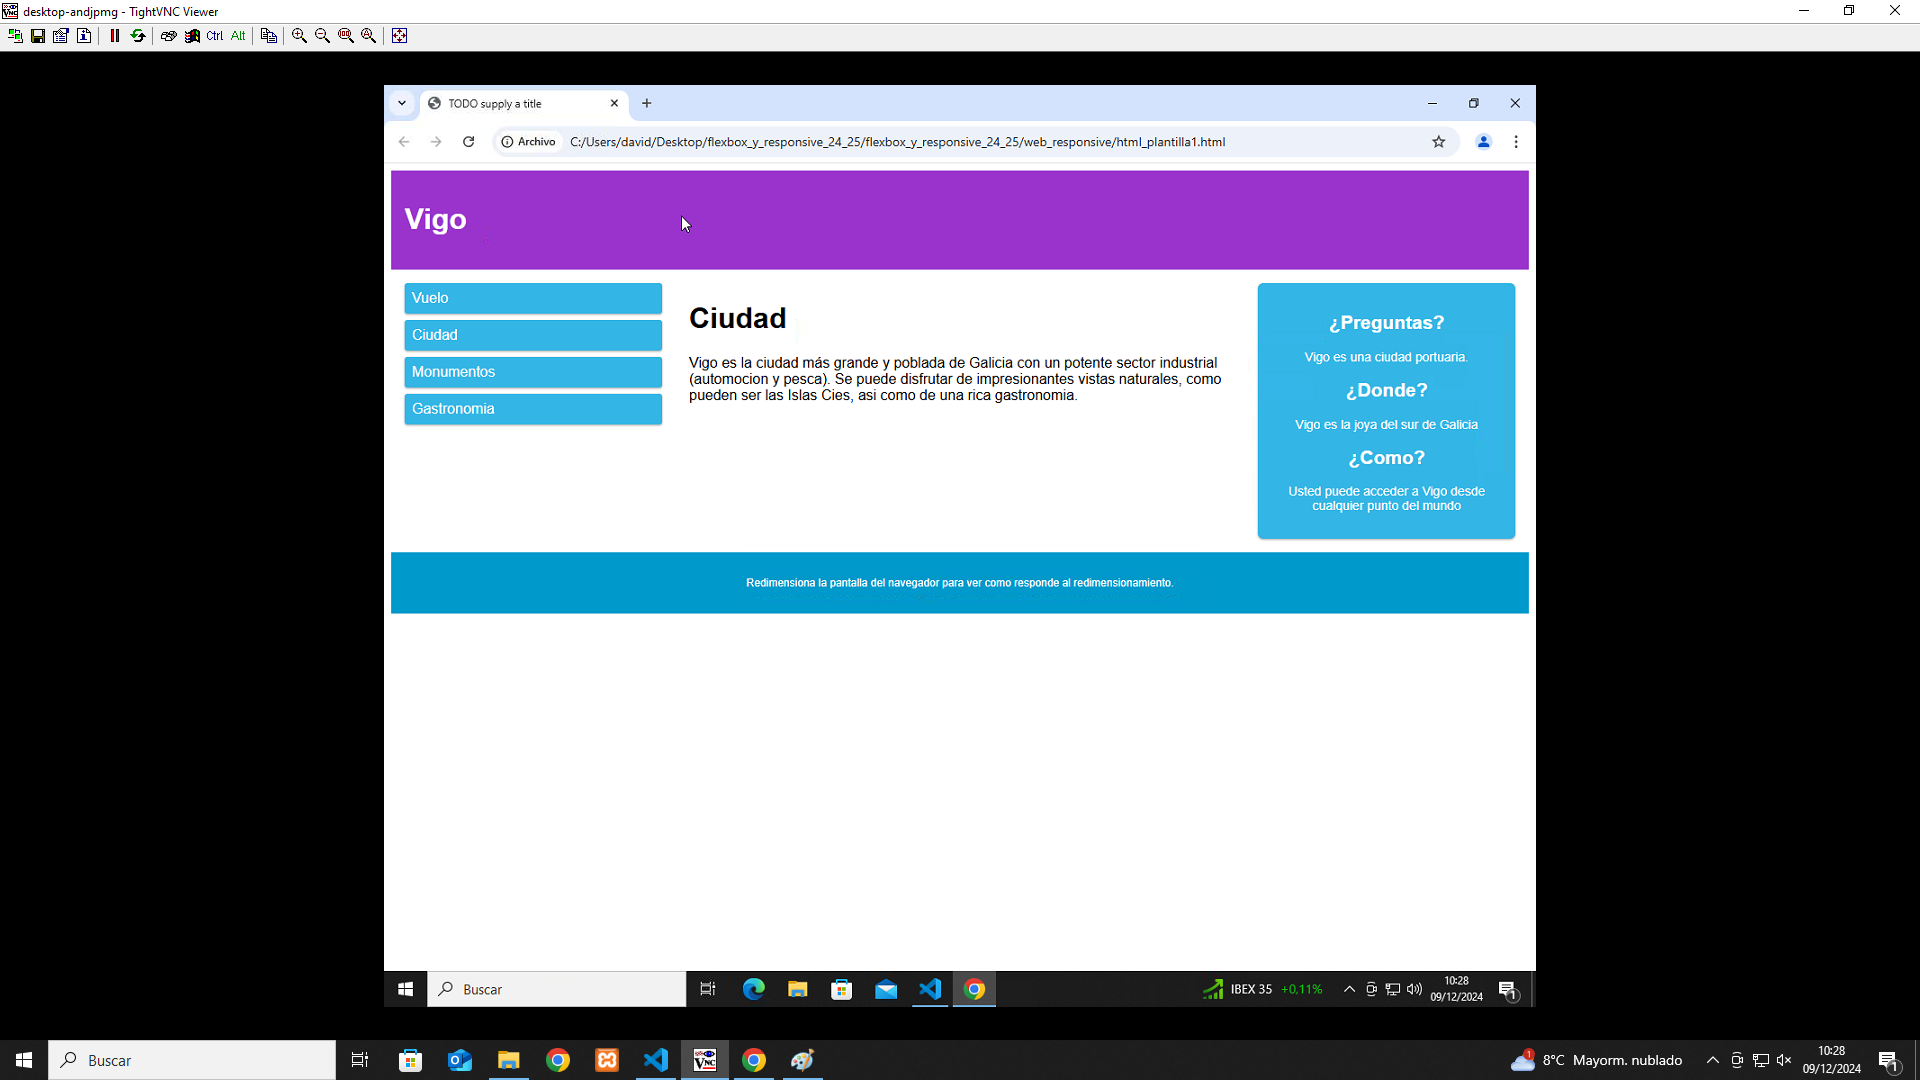 desktop-andjpmg - TightVNC Viewer
Ctrl Alt
TODO supply a title
Archivo C:/Users/david/Desktop/flexbox_y_responsive_24_25/flexbox_y_responsive_24_25/web_responsive/html_plantilla1.html
Vigo
Vuelo
Ciudad
Monumentos
Gastronomia
Ciudad
Vigo es la ciudad más grande y poblada de Galicia con un potente sector industrial
(automocion y pesca). Se puede disfrutar de impresionantes vistas naturales, como
pueden ser las Islas Cies, asi como de una rica gastronomia.
¿Preguntas?
Vigo es una ciudad portuaria.
¿Donde?
Vigo es la joya del sur de Galicia
¿Como?
Usted puede acceder a Vigo desde
cualquier punto del mundo
Redimensiona la pantalla del navegador para ver como responde al redimensionamiento.
Buscar
IBEX 35 +0,11%
10:28
09/12/2024
1
Buscar
VNC
1
8°C Mayorm. nublado
10:28
09/12/2024
1